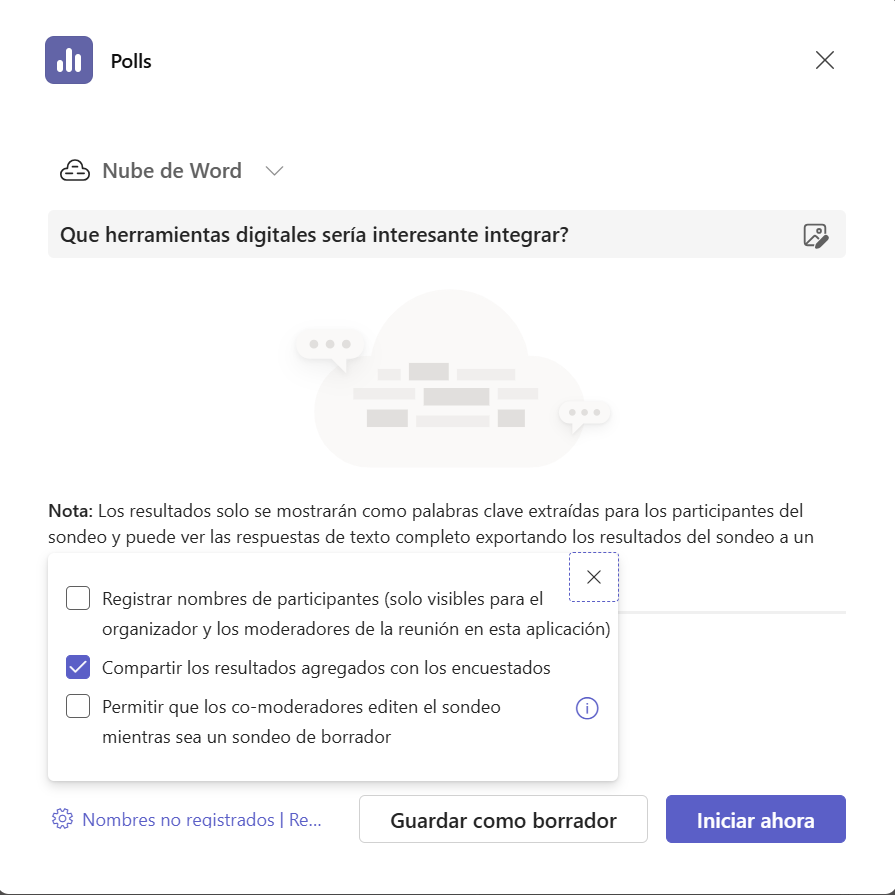 Polls
Nube de Word
Que herramientas digitales sería interesante integrar?
Nota: Los resultados solo se mostrarán como palabras clave extraídas para los participantes del
sondeo y puede ver las respuestas de texto completo exportando los resultados del sondeo a un
Registrar nombres de participantes (solo visibles para el
organizador y los moderadores de la reunión en esta aplicación)
Compartir los resultados agregados con los encuestados
Permitir que los co-moderadores editen el sondeo
mientras sea un sondeo de borrador
Nombres no registrados | Re...
Guardar como borrador
Iniciar ahora